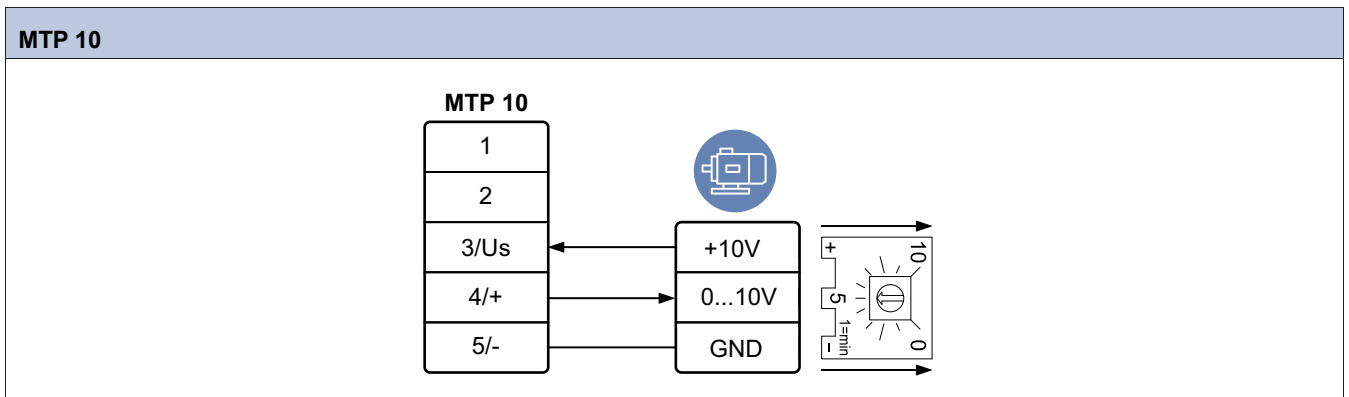 MTP 10
MTP 10
1
2
3/Us
+10V
4/+
0...10V
5/-
GND
+
10
5
1=min
-
0